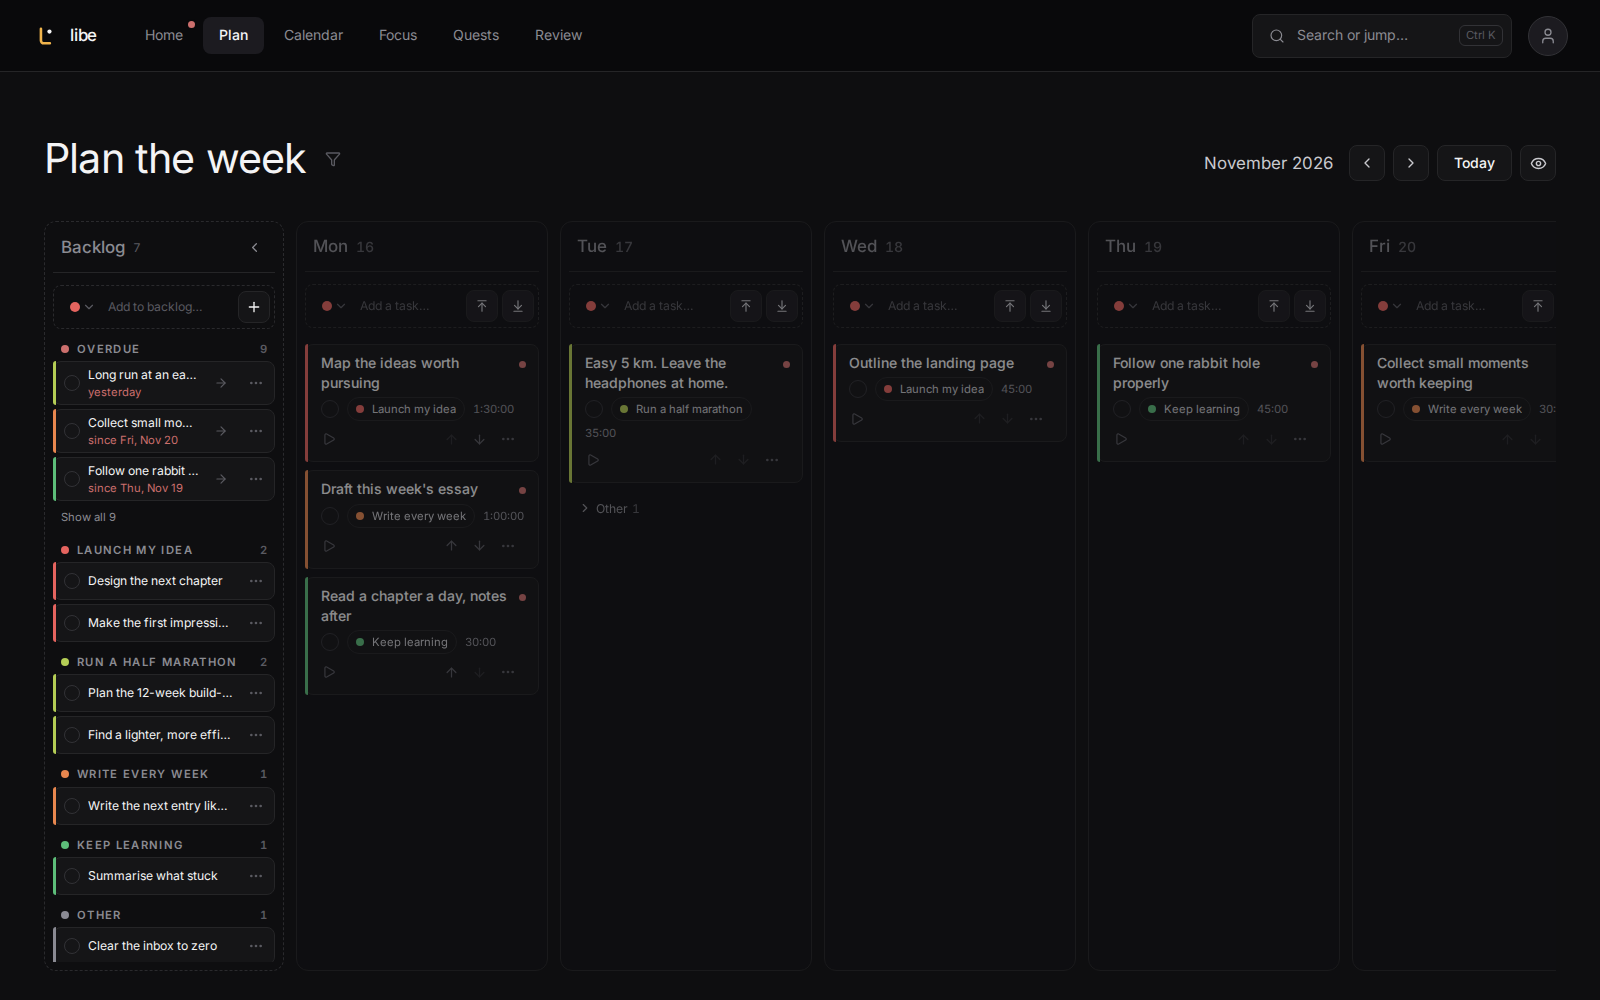 libe
Home
Plan
Calendar
Focus
Quests
Review
Search or jump...
Ctrl K
Plan the week
November 2026
Today
Backlog 7
Add to backlog...
OVERDUE 9
Long run at an ea...
yesterday
Collect small mo...
since Fri, Nov 20
Follow one rabbit ...
since Thu, Nov 19
Show all 9
LAUNCH MY IDEA 2
Design the next chapter
Make the first impressi...
RUN A HALF MARATHON 2
Plan the 12-week build-...
Find a lighter, more effi...
WRITE EVERY WEEK 1
Write the next entry lik...
KEEP LEARNING 1
Summarise what stuck
OTHER 1
Clear the inbox to zero
Mon 16
Add a task...
Map the ideas worth
pursuing
Launch my idea 1:30:00
Draft this week's essay
Write every week 1:00:00
Read a chapter a day, notes
after
Keep learning 30:00
Tue 17
Add a task...
Easy 5 km. Leave the
headphones at home.
Run a half marathon
35:00
Other 1
Wed 18
Add a task...
Outline the landing page
Launch my idea 45:00
Thu 19
Add a task...
Follow one rabbit hole
properly
Keep learning 45:00
Fri 20
Add a task...
Collect small moments
worth keeping
Write every week 30: